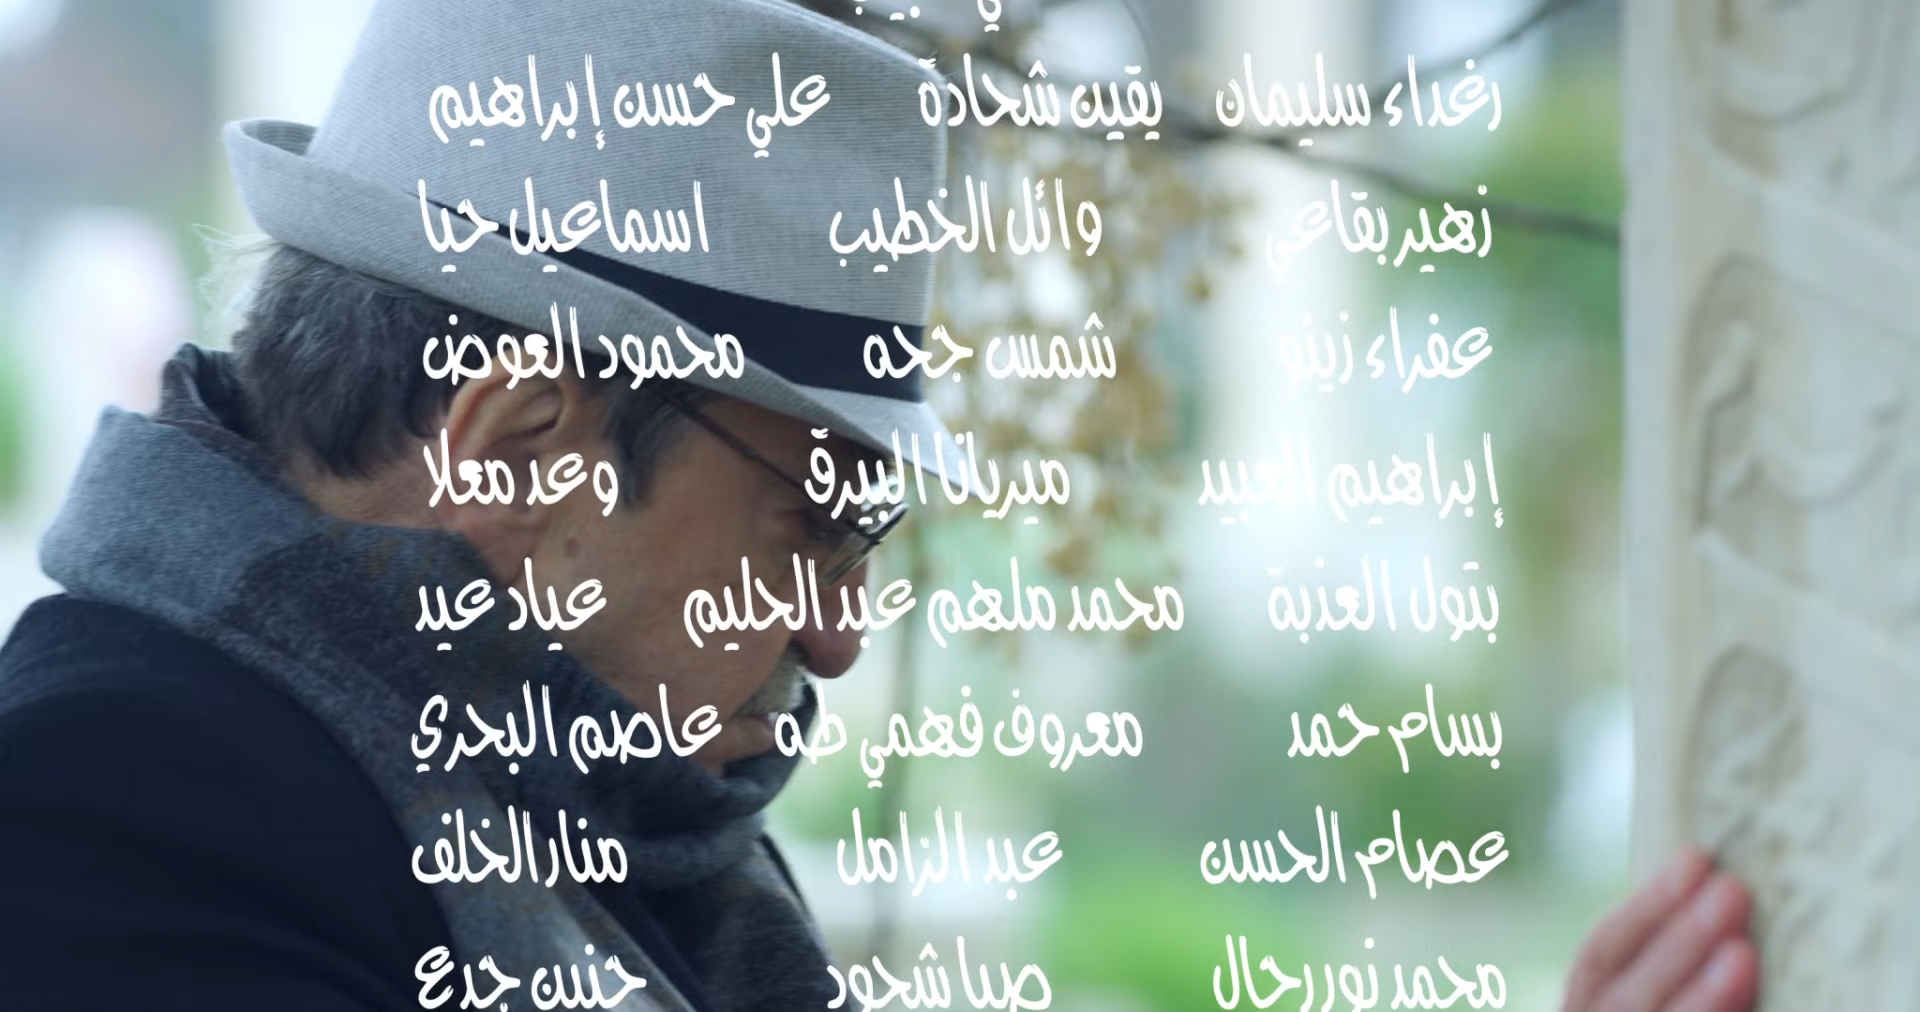 رغداء سليمان يقين شحادة علي حسن إبراهيم
زهير بقاعي وائل الخطيب اسماعيل حيا
عفراء زينو شمس جحه محمود العوض
إبراهيم العبيد ميريانا البيرق وعد معلا
بتول العذبة محمد ملهم عبد الحليم عياد عيد
بسام حمد معروف فهمي طه عاصم البحري
عصام الحسن عبد الزامل منار الخلف
محمد نور رحال صبا شحود حنين جدع